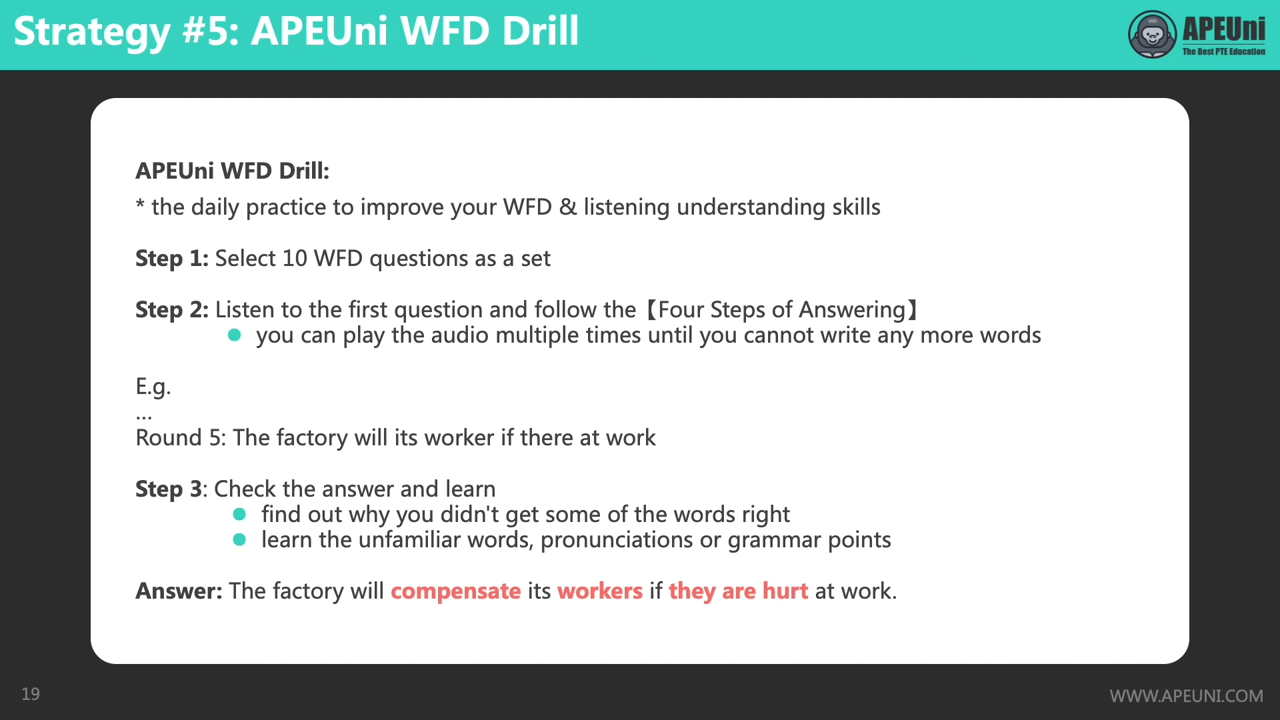 Strategy #5: APEUni WFD Drill
APEUni
The Best PTE Education
APEUni WFD Drill:
* the daily practice to improve your WFD & listening understanding skills
Step 1: Select 10 WFD questions as a set
Step 2: Listen to the first question and follow the【Four Steps of Answering】
● you can play the audio multiple times until you cannot write any more words
E.g.
...
Round 5: The factory will its worker if there at work
Step 3: Check the answer and learn
● find out why you didn't get some of the words right
● learn the unfamiliar words, pronunciations or grammar points
Answer: The factory will compensate its workers if they are hurt at work.
19
WWW.APEUNI.COM